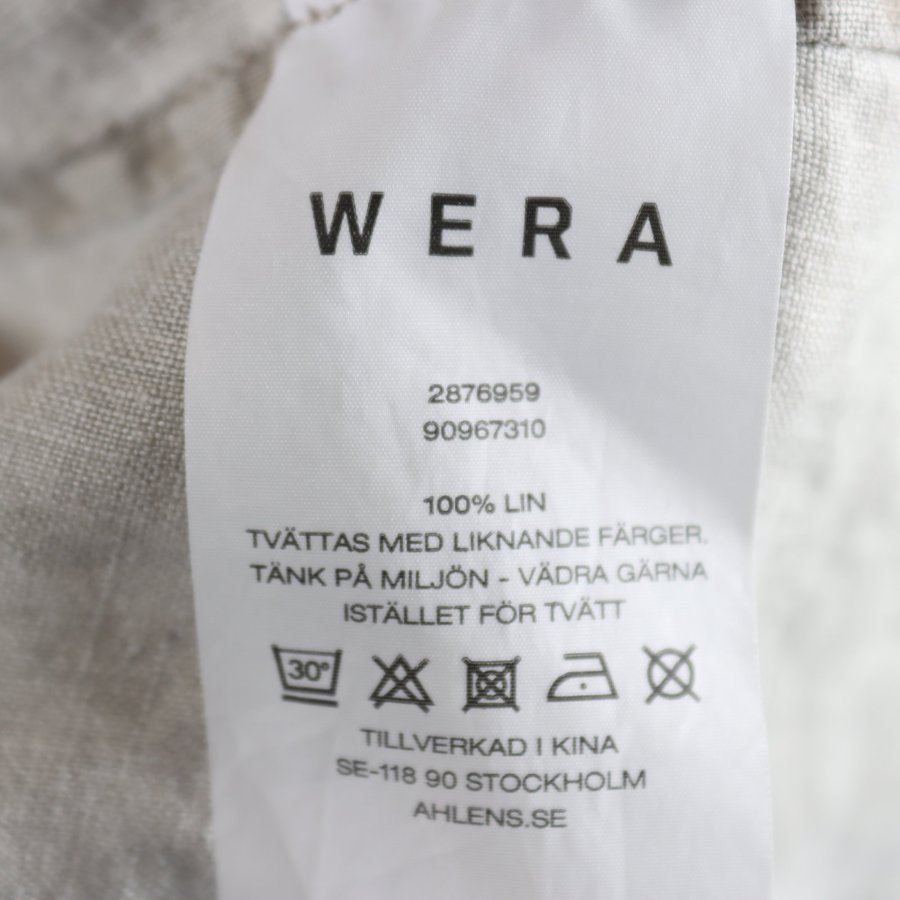 WERA
2876959
90967310
100% LIN
TVÄTTAS MED LIKNANDE FÄRGER.
TÄNK PÅ MILJÖN - VÄDRA GÄRNA
ISTÄLLET FÖR TVÄTT
30°
TILLVERKAD I KINA
SE-118 90 STOCKHOLM
AHLENS.SE